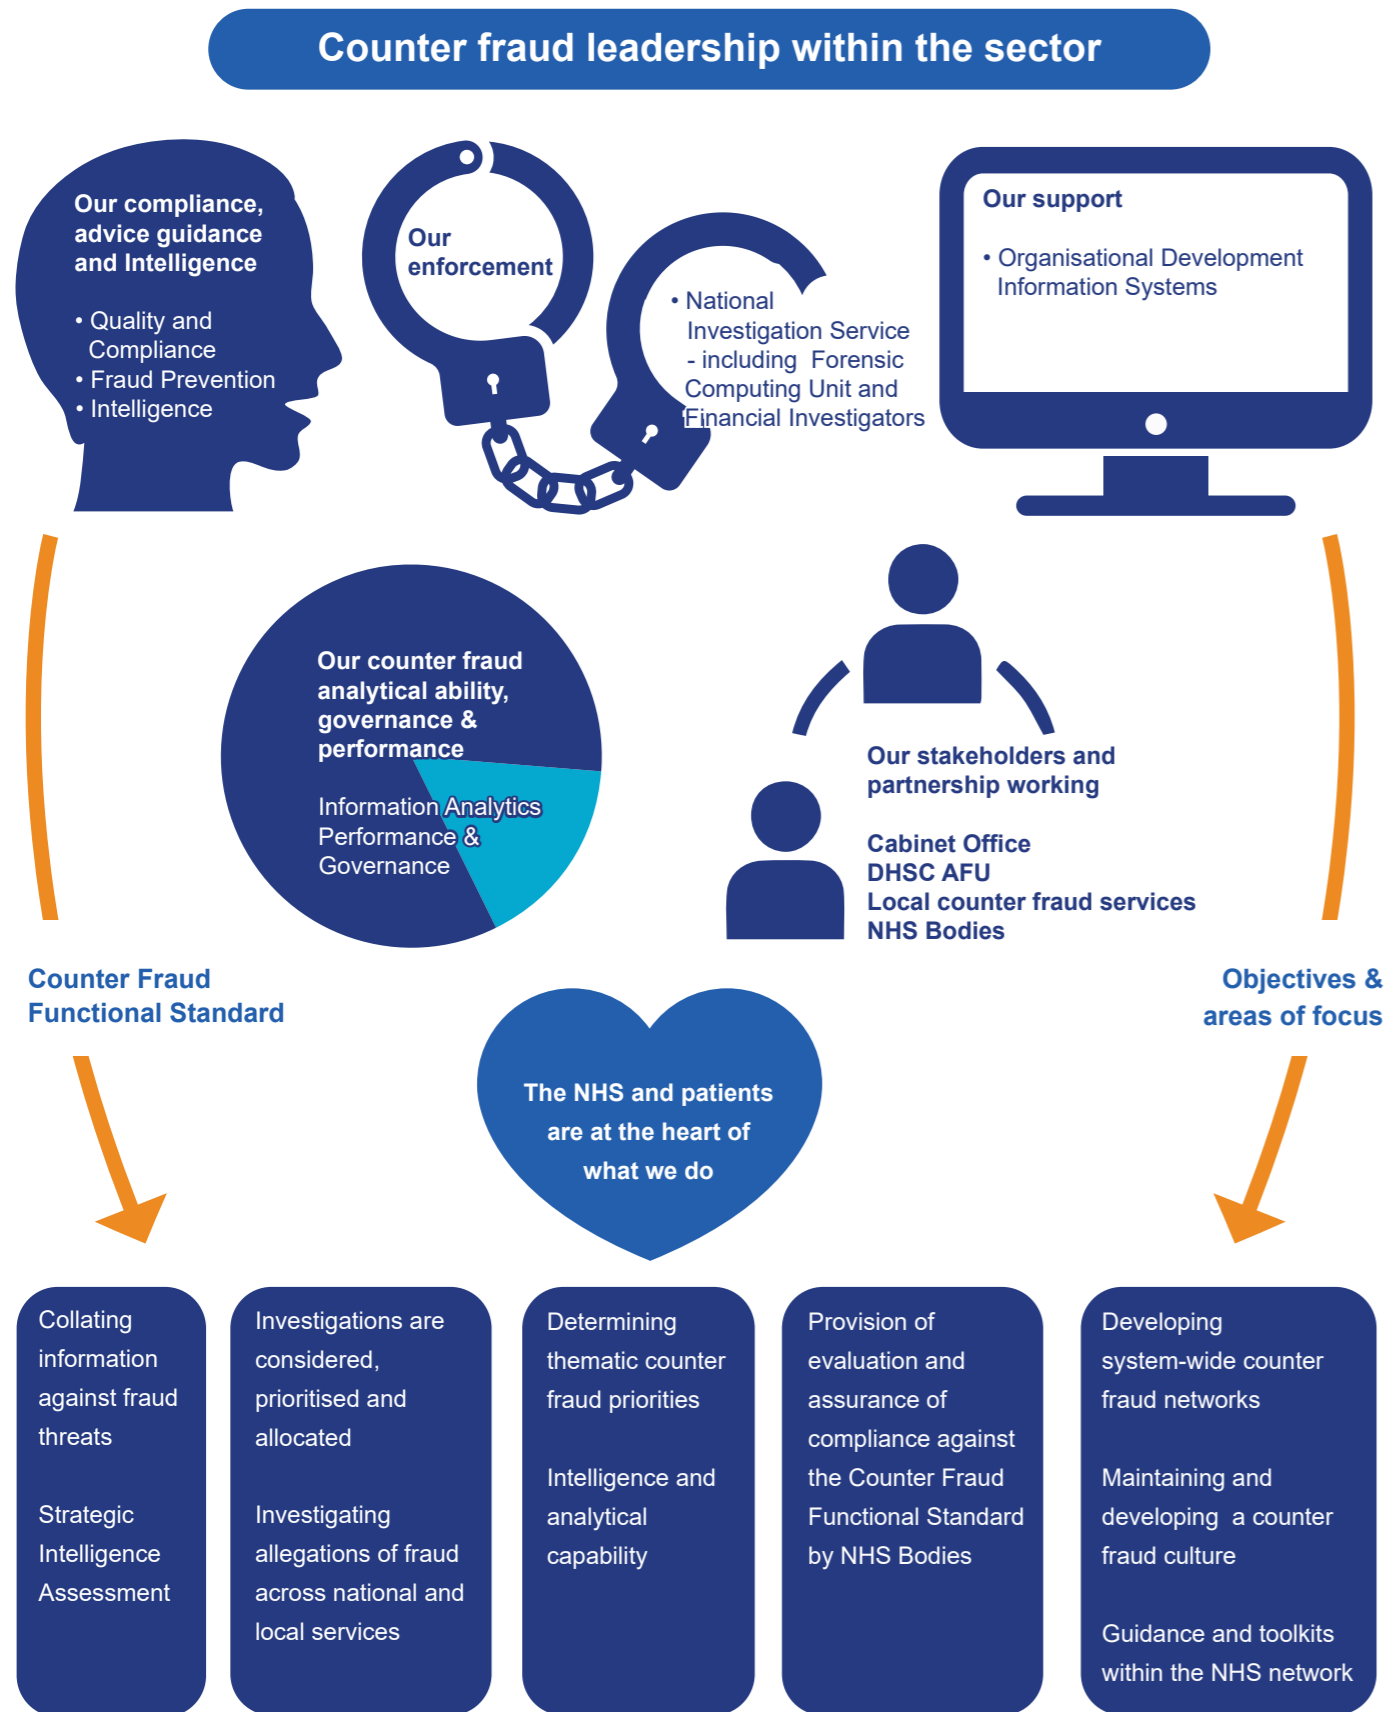 Counter fraud leadership within the sector
Our compliance,
advice guidance
and Intelligence
• Quality and
Compliance
• Fraud Prevention
• Intelligence
Our
enforcement
• National
Investigation Service
- including Forensic
Computing Unit and
Financial Investigators
Our support
• Organisational Development
Information Systems
Our counter fraud
analytical ability,
governance &
performance
Information Analytics
Performance &
Governance
Our stakeholders and
partnership working
Cabinet Office
DHSC AFU
Local counter fraud services
NHS Bodies
Counter Fraud
Functional Standard
Objectives &
areas of focus
The NHS and patients
are at the heart of
what we do
Collating
information
against fraud
threats
Strategic
Intelligence
Assessment
Investigations are
considered,
prioritised and
allocated
Investigating
allegations of fraud
across national and
local services
Determining
thematic counter
fraud priorities
Intelligence and
analytical
capability
Provision of
evaluation and
assurance of
compliance against
the Counter Fraud
Functional Standard
by NHS Bodies
Developing
system-wide counter
fraud networks
Maintaining and
developing a counter
fraud culture
Guidance and toolkits
within the NHS network